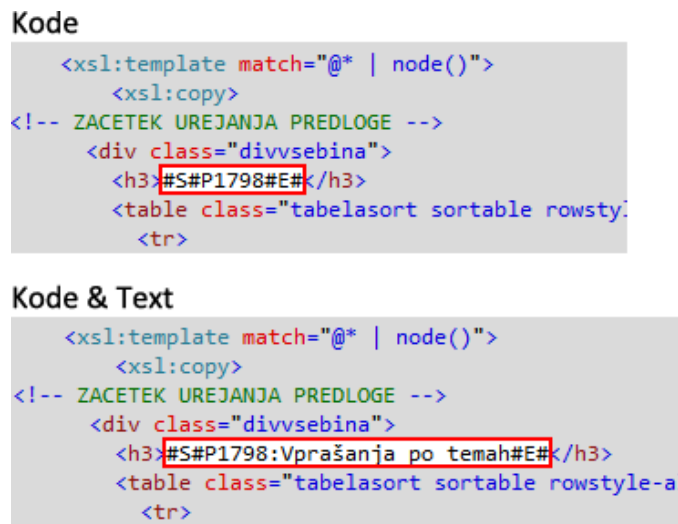 Kode
<xsl:template match="@* | node()">
<xsl:copy>
<!-- ZACETEK UREJANJA PREDLOGE -->
<div class="divvsebina">
<h3>#S#P1798#E#</h3>
<table class="tabelasort sortable rowstyl
<tr>
Kode & Text
<xsl:template match="@* | node()">
<xsl:copy>
<!-- ZACETEK UREJANJA PREDLOGE -->
<div class="divvsebina">
<h3>#S#P1798:Vprašanja po temah#E#</h3>
<table class="tabelasort sortable rowstyle-a
<tr>